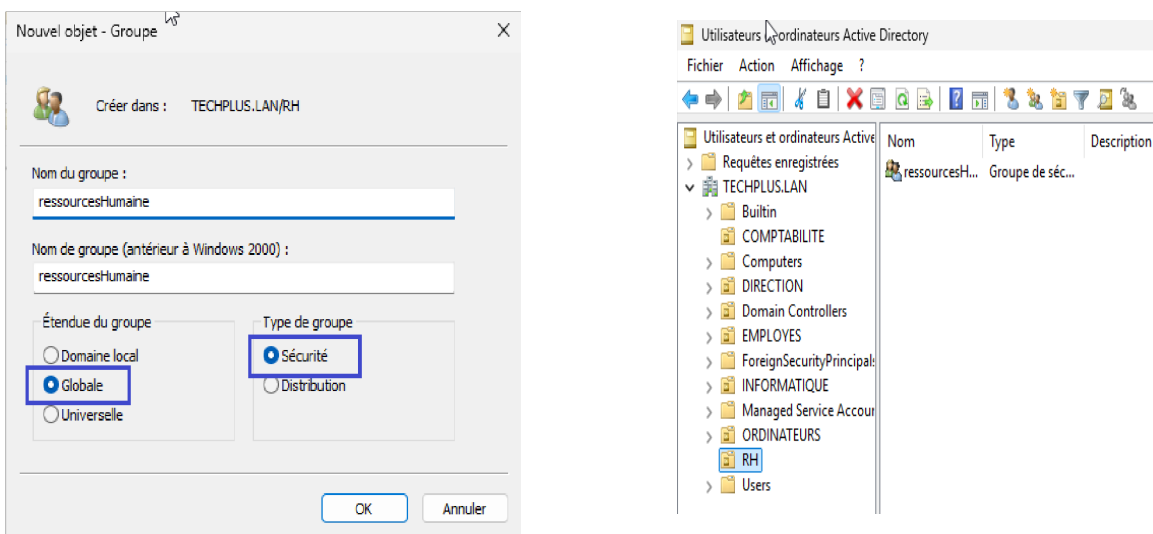 Nouvel objet - Groupe
Créer dans : TECHPLUS.LAN/RH
Nom du groupe :
ressourcesHumaine
Nom de groupe (antérieur à Windows 2000) :
ressourcesHumaine
Étendue du groupe
Domaine local
Globale
Universelle
Type de groupe
Sécurité
Distribution
OK Annuler
Utilisateurs ordinateurs Active Directory
Fichier Action Affichage ?
Utilisateurs et ordinateurs Active
Requêtes enregistrées
TECHPLUS.LAN
Builtin
COMPTABILITE
Computers
DIRECTION
Domain Controllers
EMPLOYES
ForeignSecurityPrincipals
INFORMATIQUE
Managed Service Accour
ORDINATEURS
RH
Users
Nom Type Description
ressourcesH... Groupe de séc...